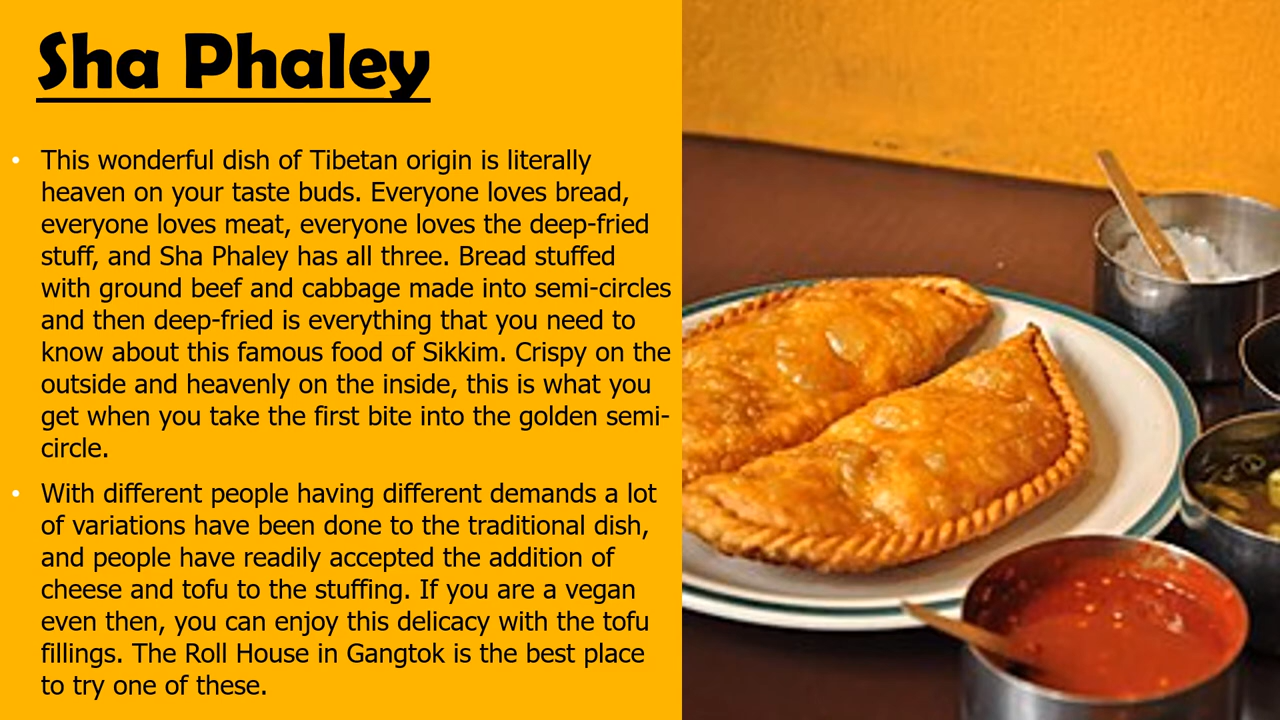 Sha Phaley
• This wonderful dish of Tibetan origin is literally
heaven on your taste buds. Everyone loves bread,
everyone loves meat, everyone loves the deep-fried
stuff, and Sha Phaley has all three. Bread stuffed
with ground beef and cabbage made into semi-circles
and then deep-fried is everything that you need to
know about this famous food of Sikkim. Crispy on the
outside and heavenly on the inside, this is what you
get when you take the first bite into the golden semi-
circle.
• With different people having different demands a lot
of variations have been done to the traditional dish,
and people have readily accepted the addition of
cheese and tofu to the stuffing. If you are a vegan
even then, you can enjoy this delicacy with the tofu
fillings. The Roll House in Gangtok is the best place
to try one of these.